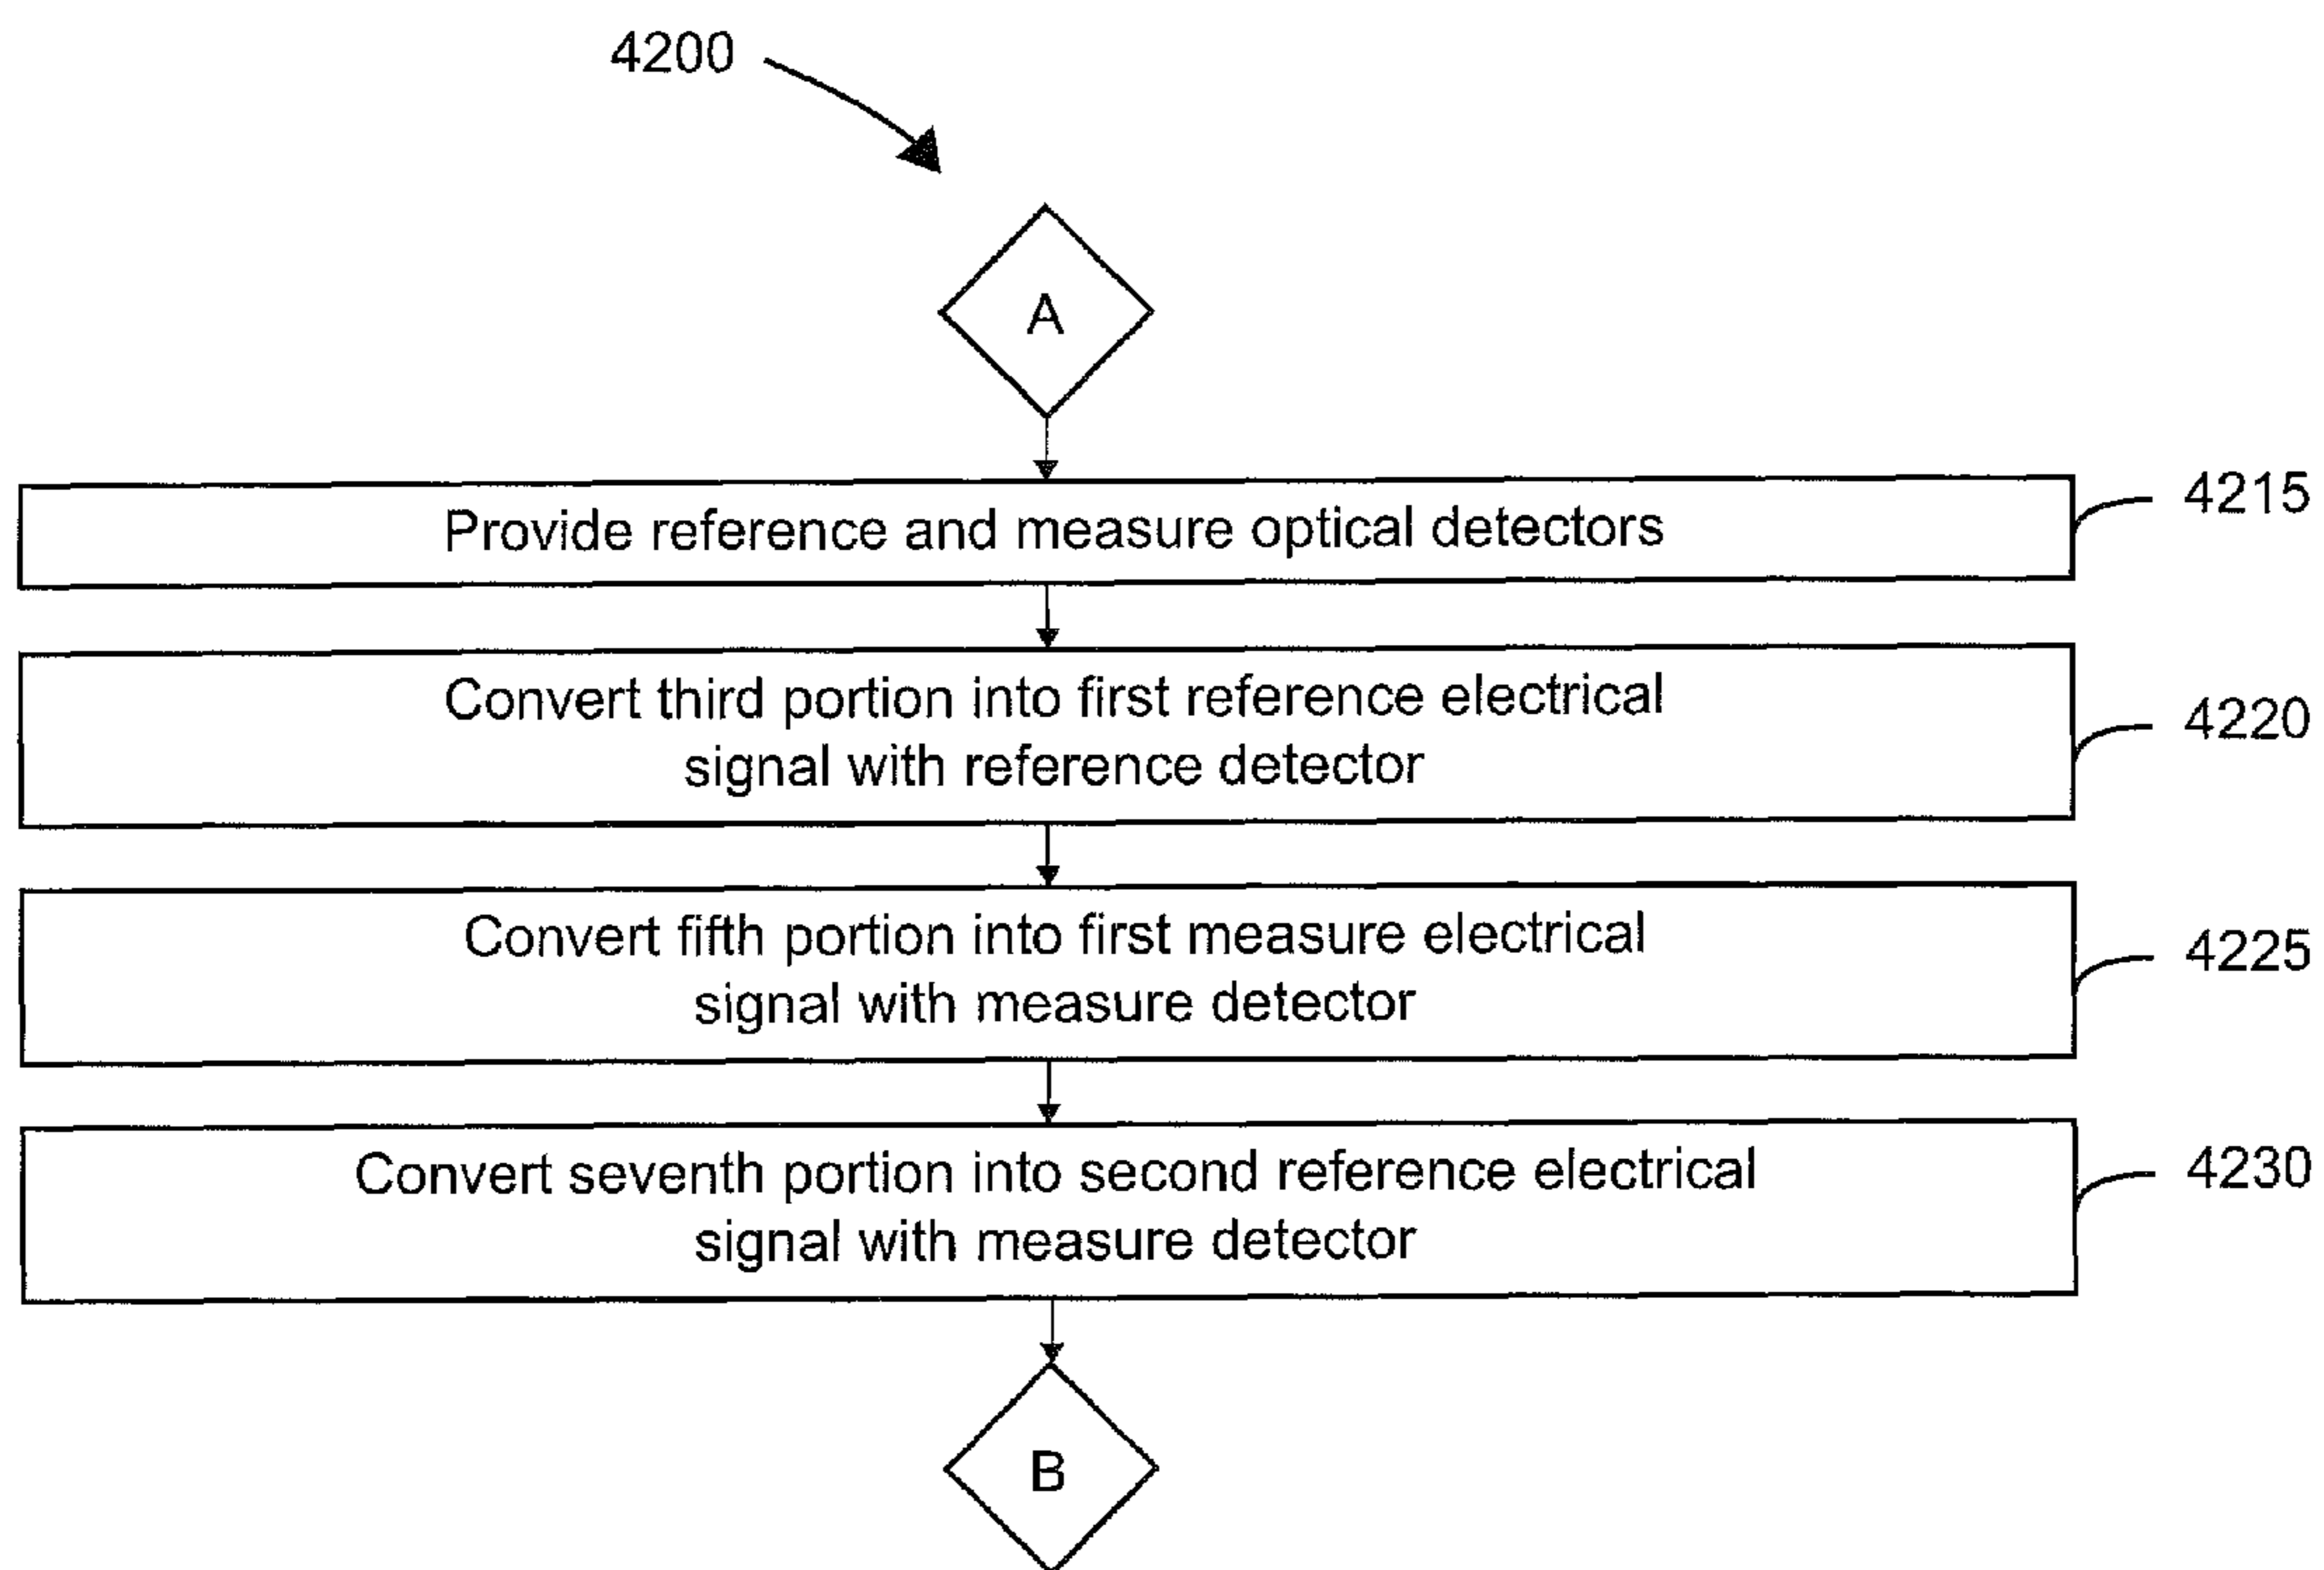 4200
A
Provide reference and measure optical detectors
4215
Convert third portion into first reference electrical
signal with reference detector
4220
Convert fifth portion into first measure electrical
signal with measure detector
4225
Convert seventh portion into second reference electrical
signal with measure detector
4230
B